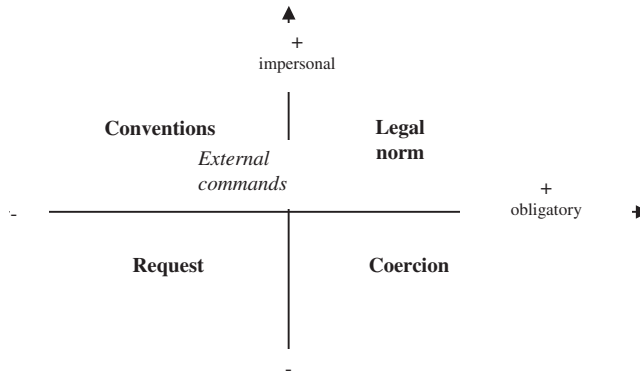 +
impersonal
Conventions
Legal
norm
External
commands
+
obligatory
-
Request
Coercion
-